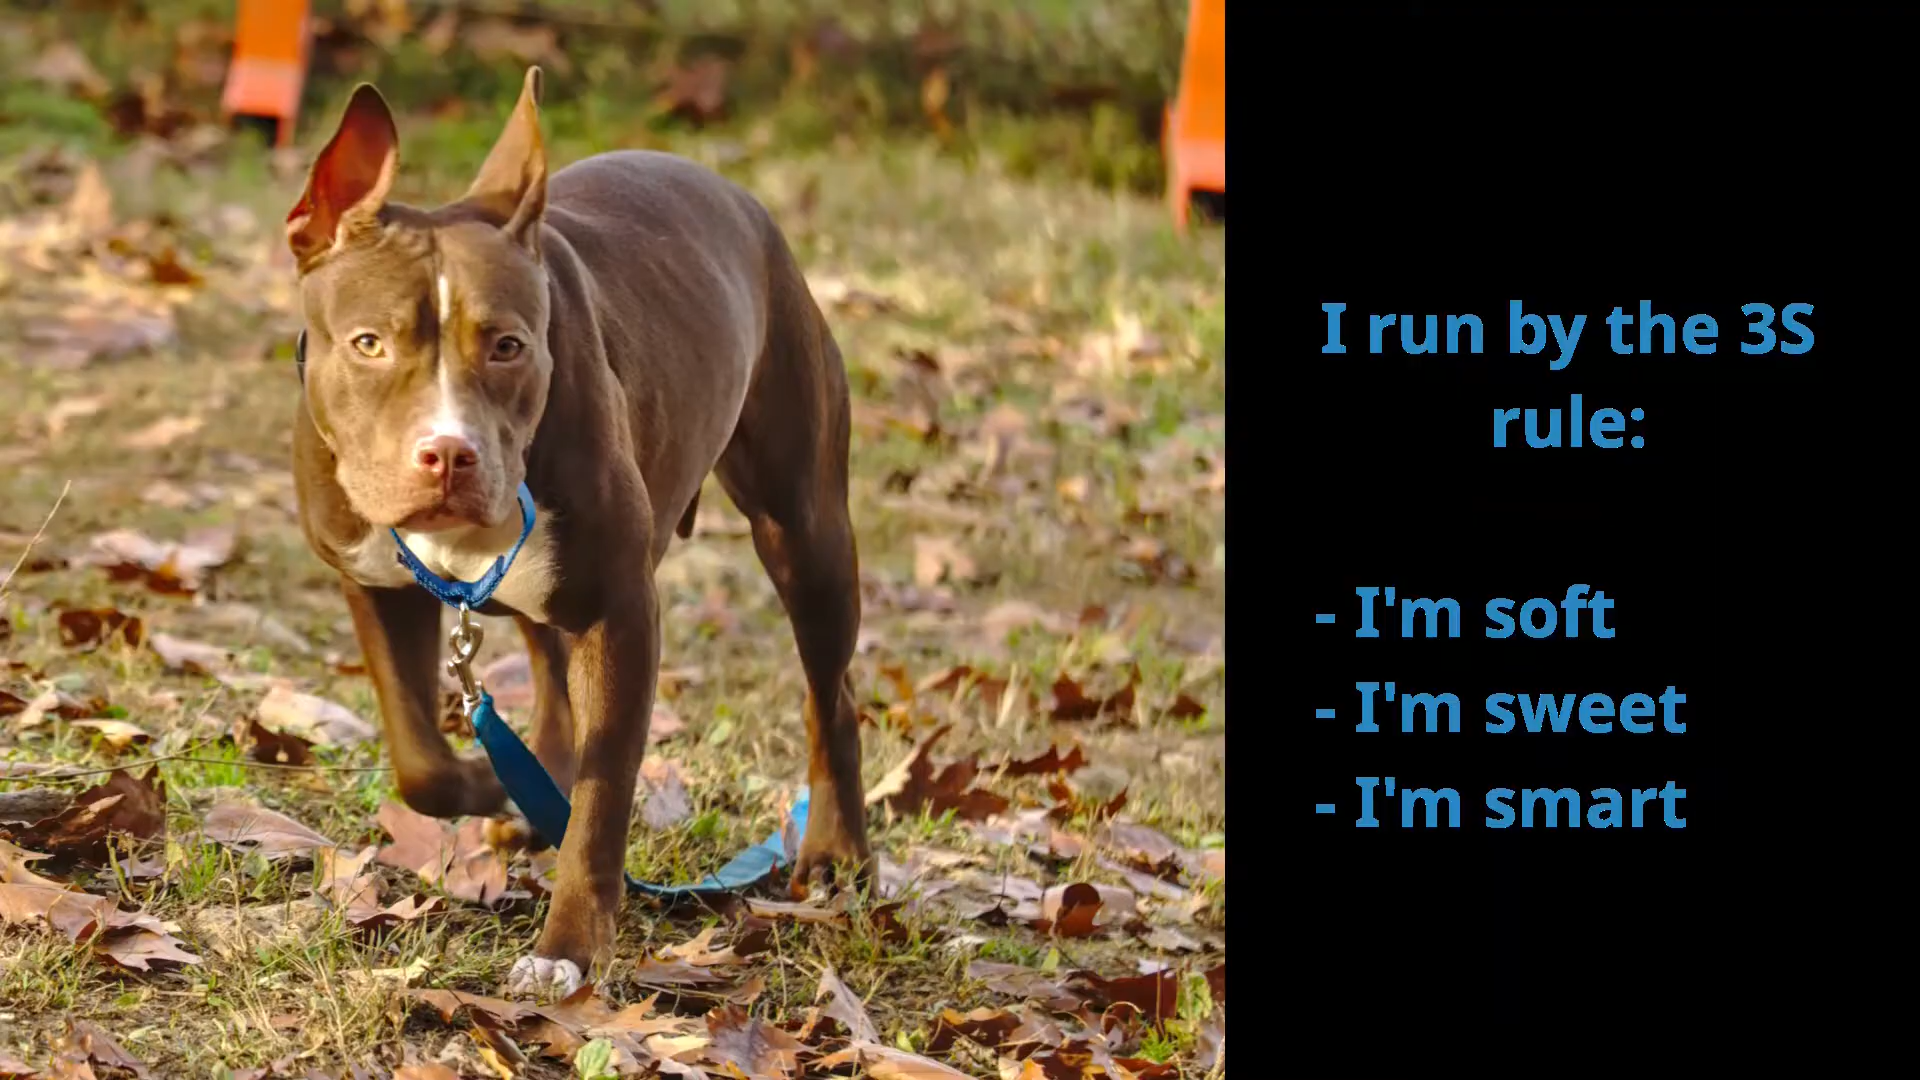 I run by the 3S
rule:
- I'm soft
- I'm sweet
- I'm smart